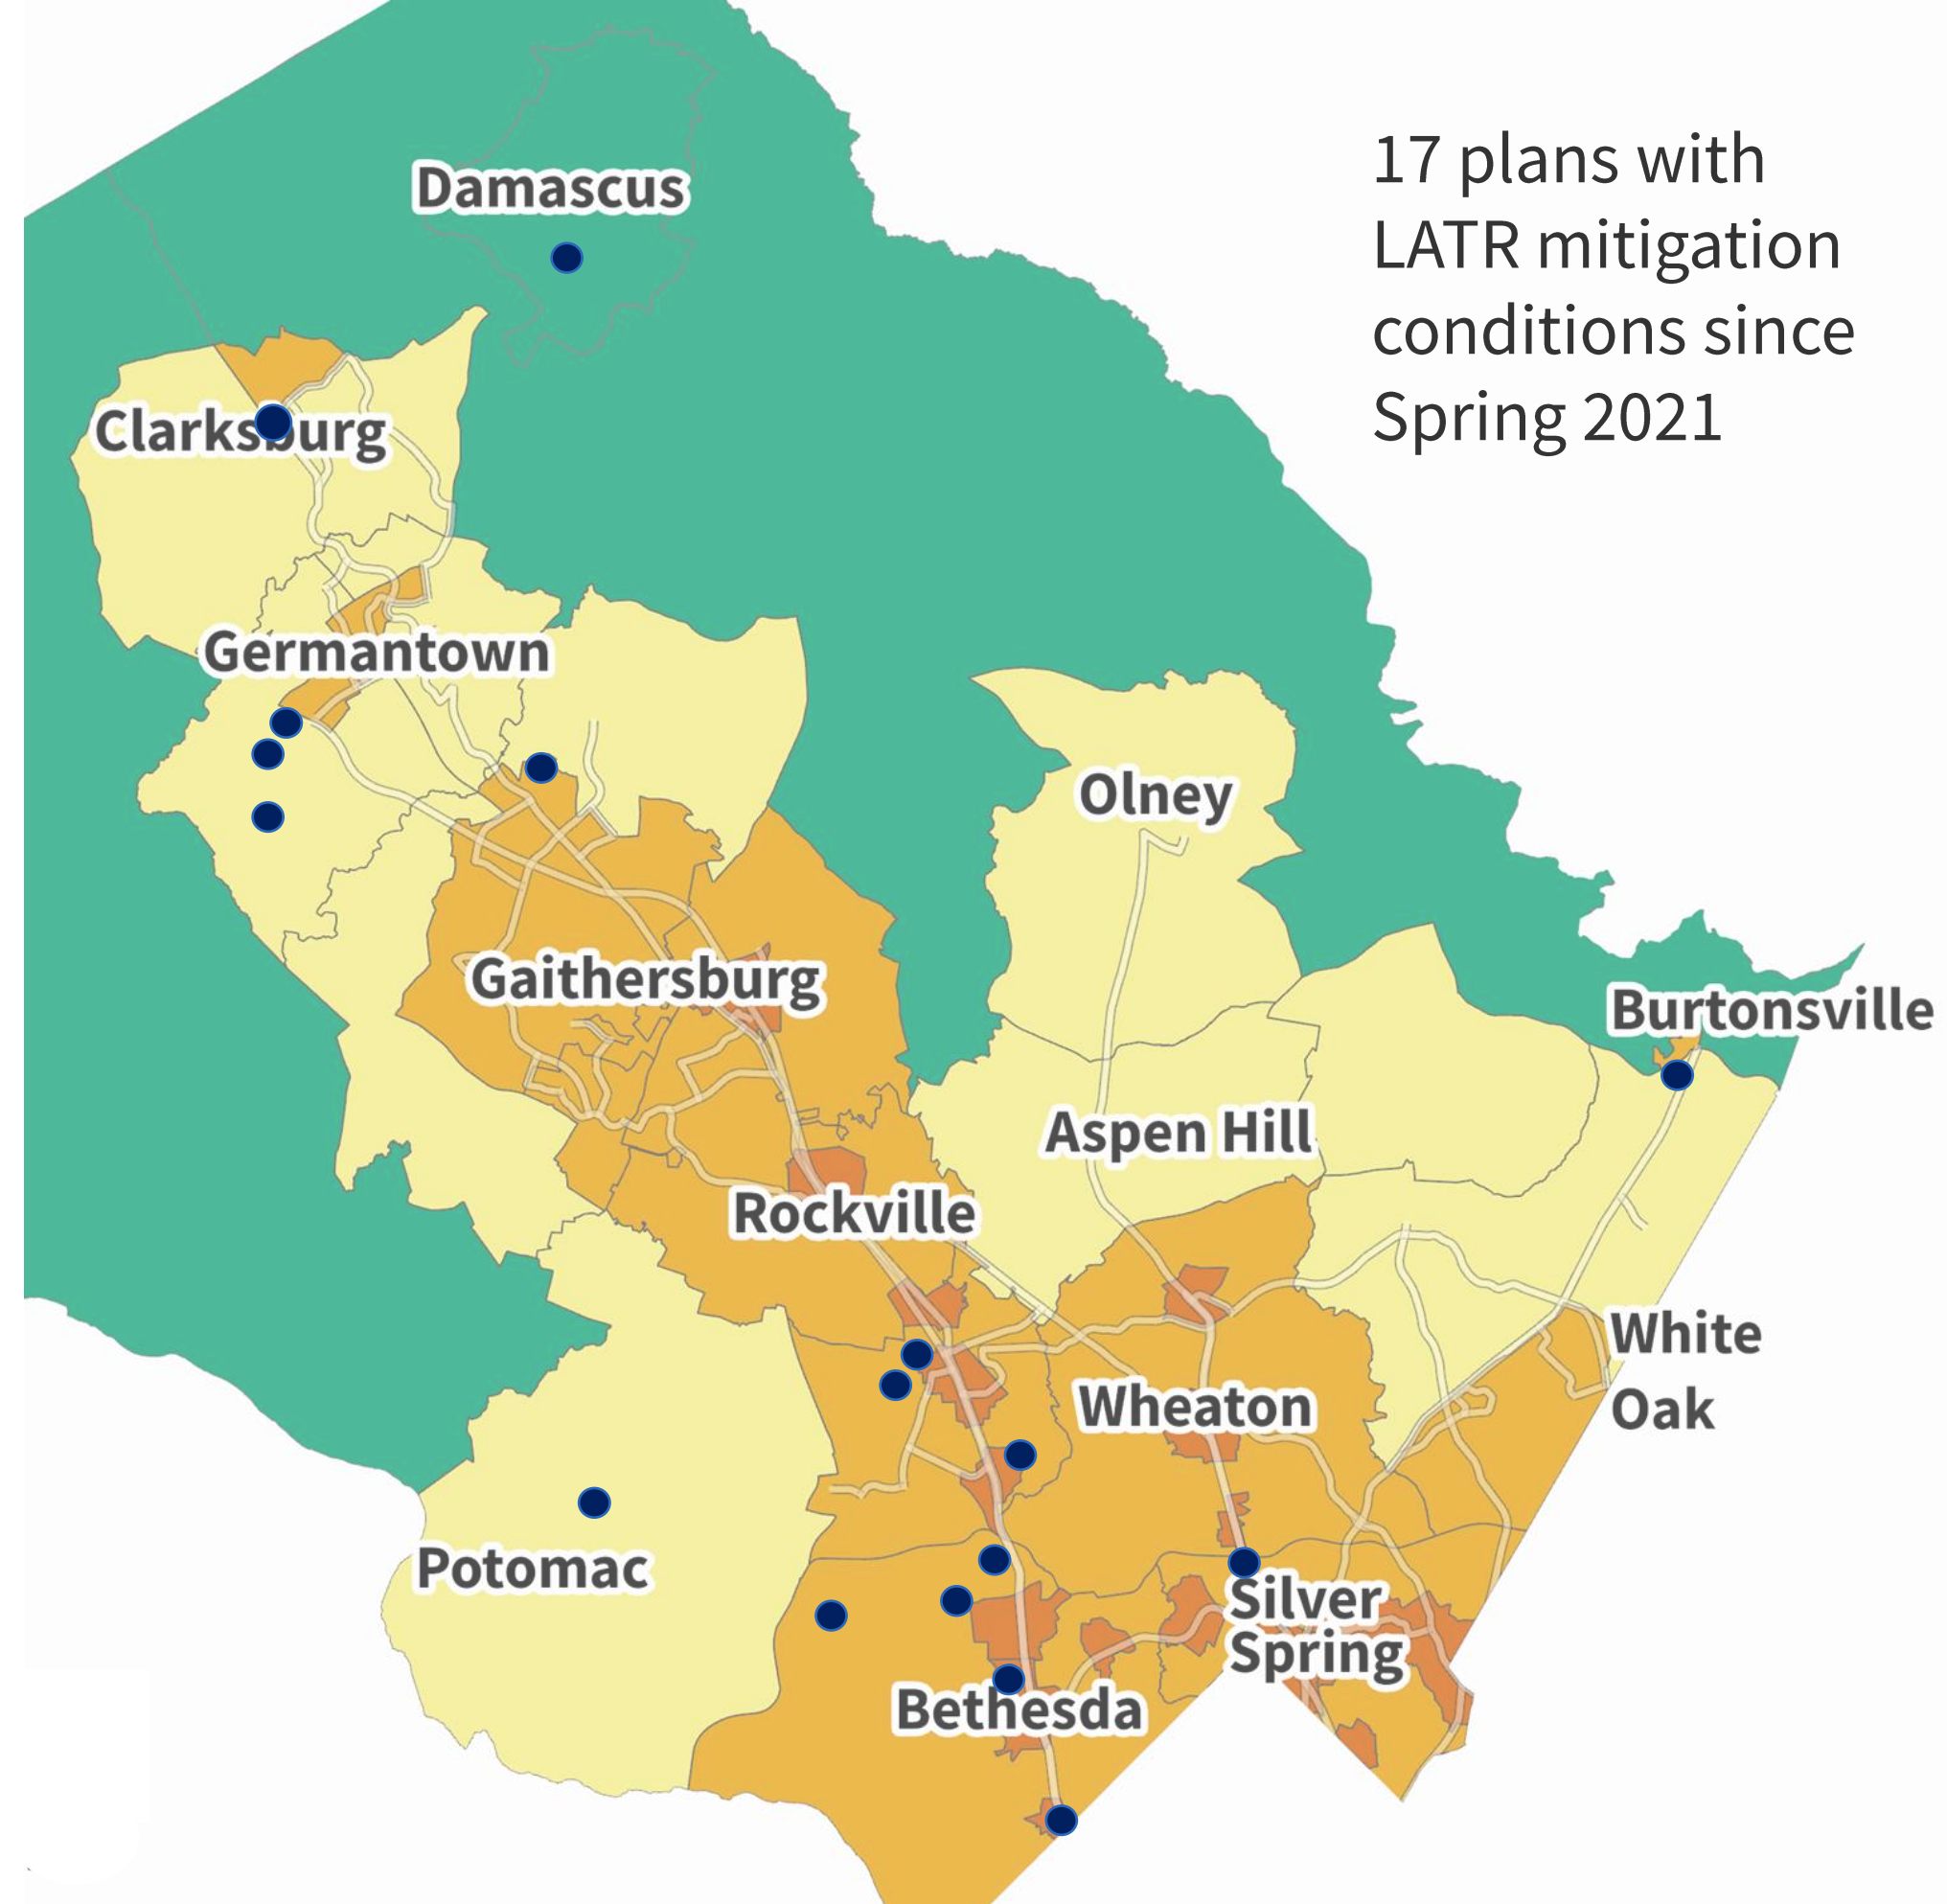 17 plans with
LATR mitigation
conditions since
Spring 2021
Damascus
Clarksburg
Germantown
Olney
Gaithersburg
Burtonsville
Aspen Hill
Rockville
White
Oak
Wheaton
Potomac
Silver
Spring
Bethesda